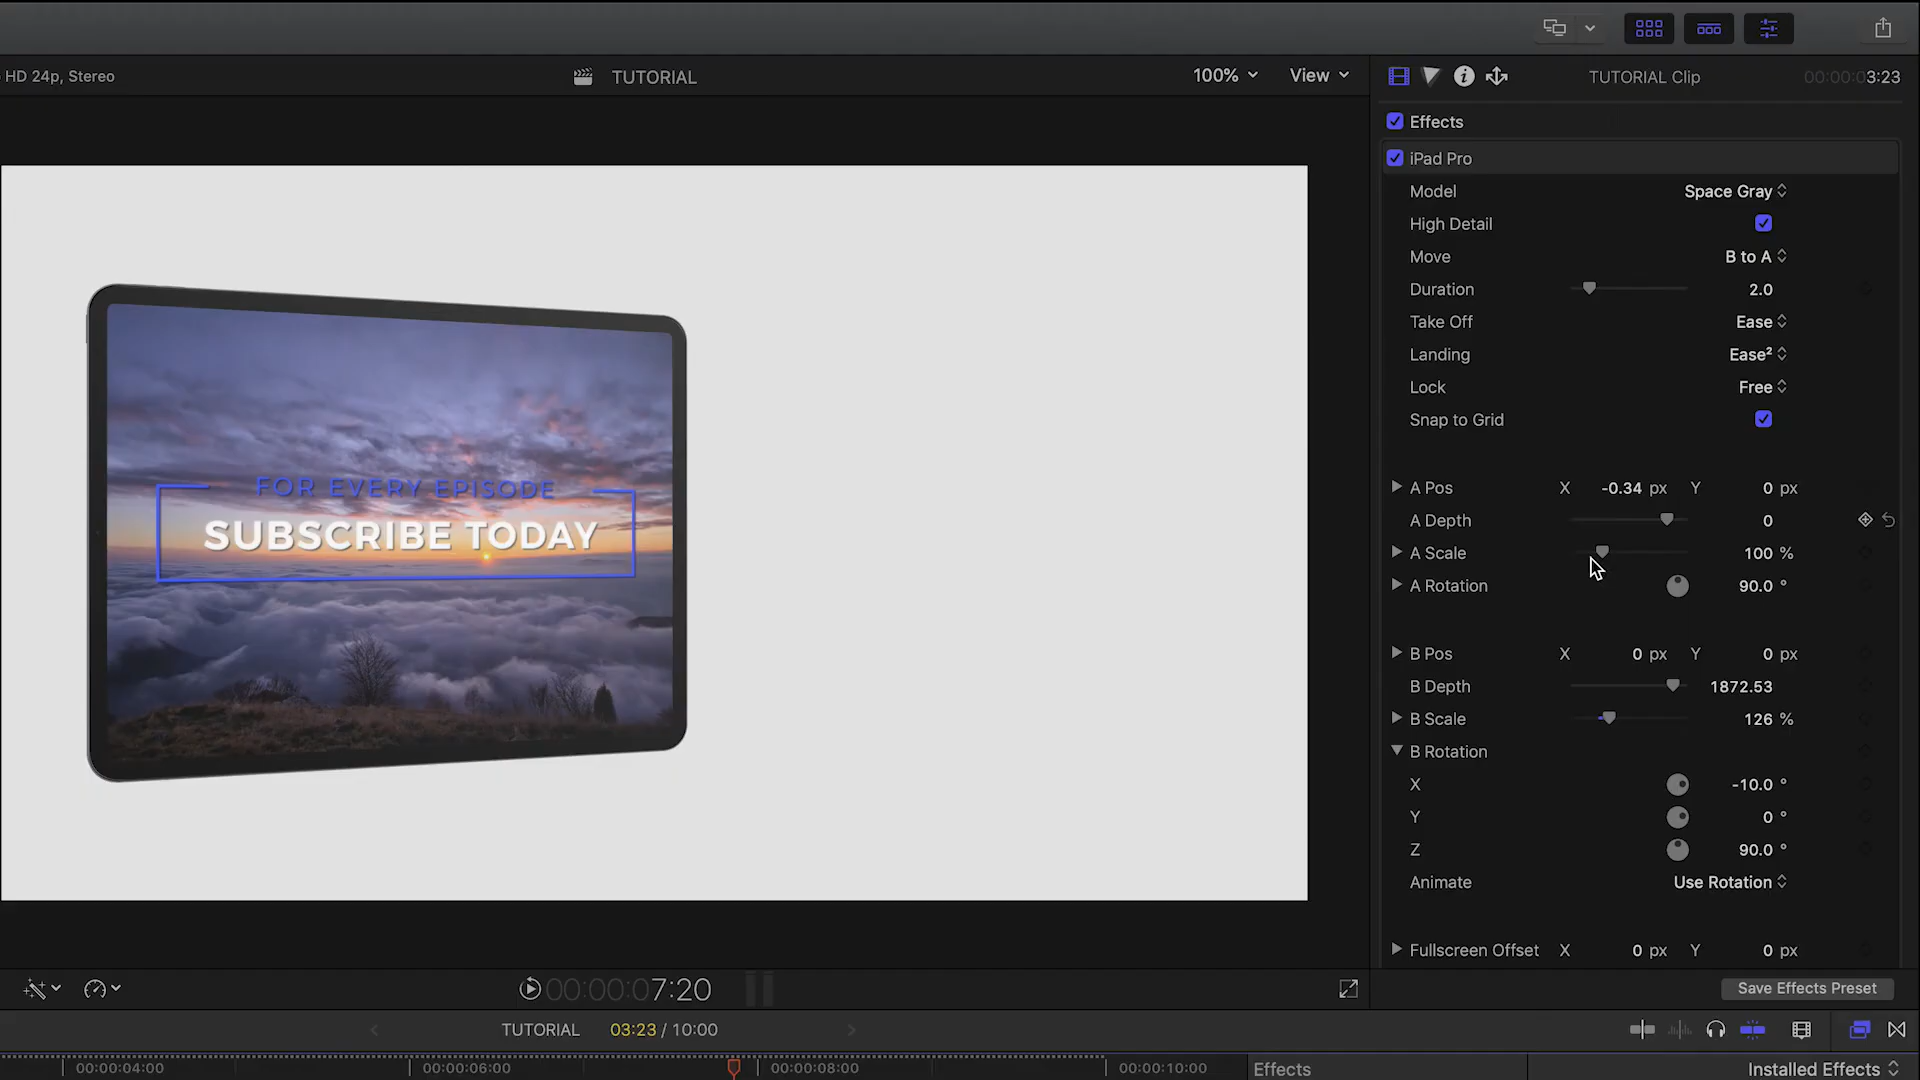 HD 24p, Stereo
TUTORIAL
100%
View
TUTORIAL Clip
00:00:03:23
Effects
iPad Pro
Model Space Gray
High Detail
Move B to A
Duration 2.0
Take Off Ease
Landing Ease²
Lock Free
Snap to Grid
A Pos X -0.34 px Y 0 px
A Depth 0
A Scale 100 %
A Rotation 90.0 °
B Pos X 0 px Y 0 px
B Depth 1872.53
B Scale 126 %
B Rotation
X -10.0 °
Y 0 °
Z 90.0 °
Animate Use Rotation
Fullscreen Offset X 0 px Y 0 px
FOR EVERY EPISODE
SUBSCRIBE TODAY
00:00:07:20
Save Effects Preset
TUTORIAL 03:23 / 10:00
00:00:04:00
00:00:06:00
00:00:08:00
00:00:10:00
Effects
Installed Effects